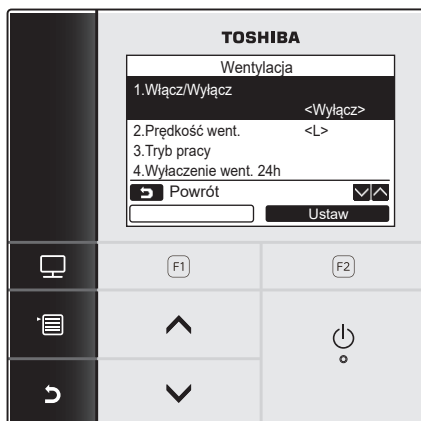 TOSHIBA
Wentylacja
1.Włącz/Wyłącz
<Wyłącz>
2.Prędkość went. <L>
3.Tryb pracy
4.Wyłaczenie went. 24h
Powrót
Ustaw
F1 F2